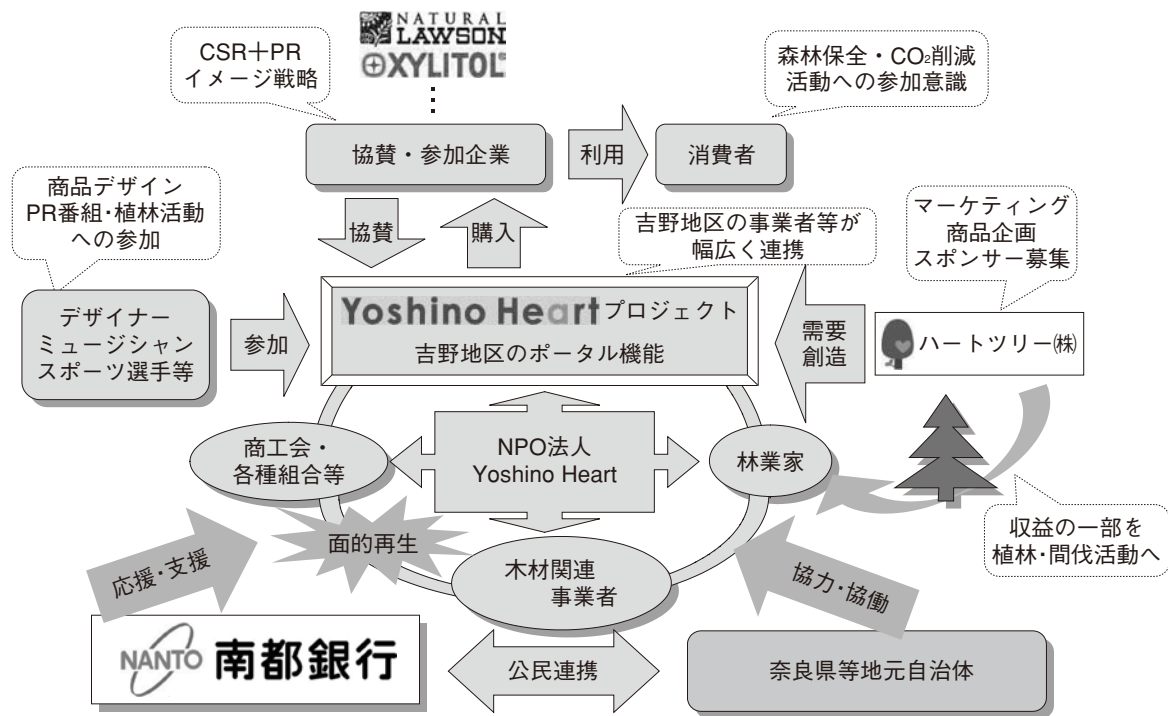 NATURAL
LAWSON
XYLITOL
CSR＋PR
イメージ戦略
森林保全・CO₂削減
活動への参加意識
協賛・参加企業
利用
消費者
商品デザイン
PR番組・植林活動
への参加
協賛
購入
吉野地区の事業者等が
幅広く連携
マーケティング
商品企画
スポンサー募集
デザイナー
ミュージシャン
スポーツ選手等
参加
Yoshino Heartプロジェクト
吉野地区のポータル機能
需要
創造
ハートツリー㈱
商工会・
各種組合等
NPO法人
Yoshino Heart
林業家
収益の一部を
植林・間伐活動へ
面的再生
木材関連
事業者
応援・支援
協力・協働
NANTO 南都銀行
公民連携
奈良県等地元自治体